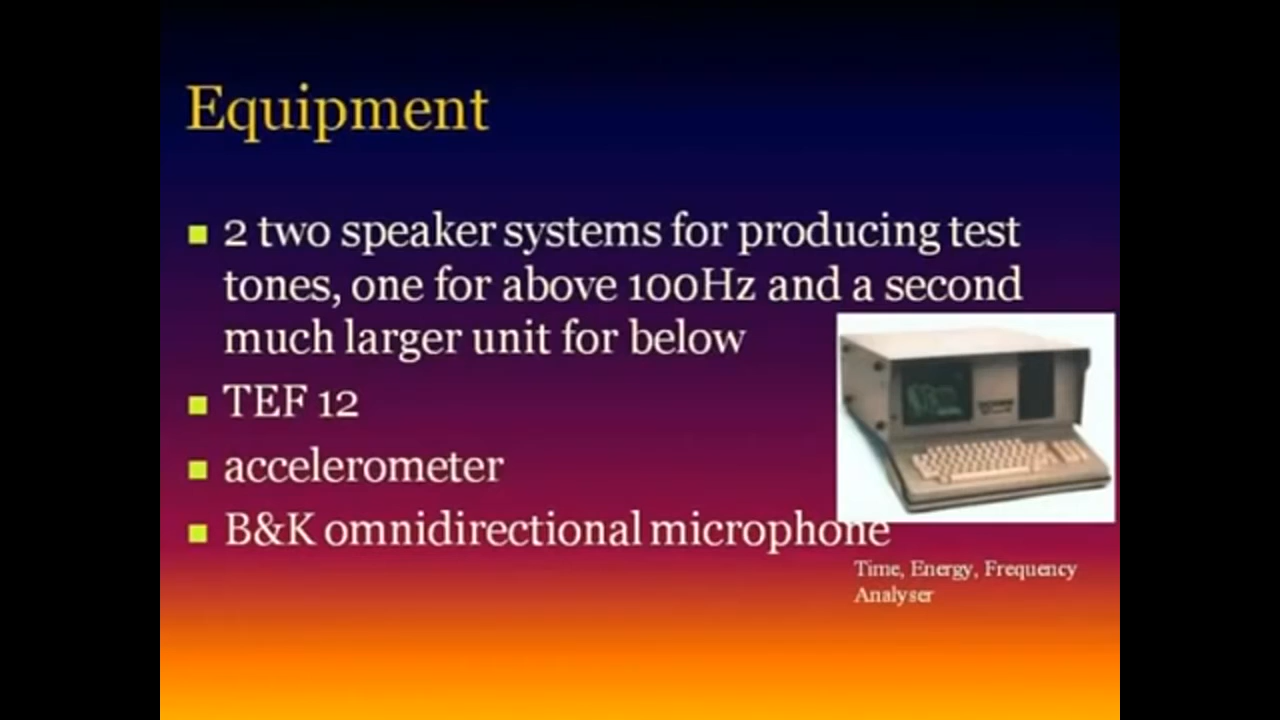 Equipment
2 two speaker systems for producing test
tones, one for above 100Hz and a second
much larger unit for below
TEF 12
accelerometer
B&K omnidirectional microphone
Time, Energy, Frequency
Analyser